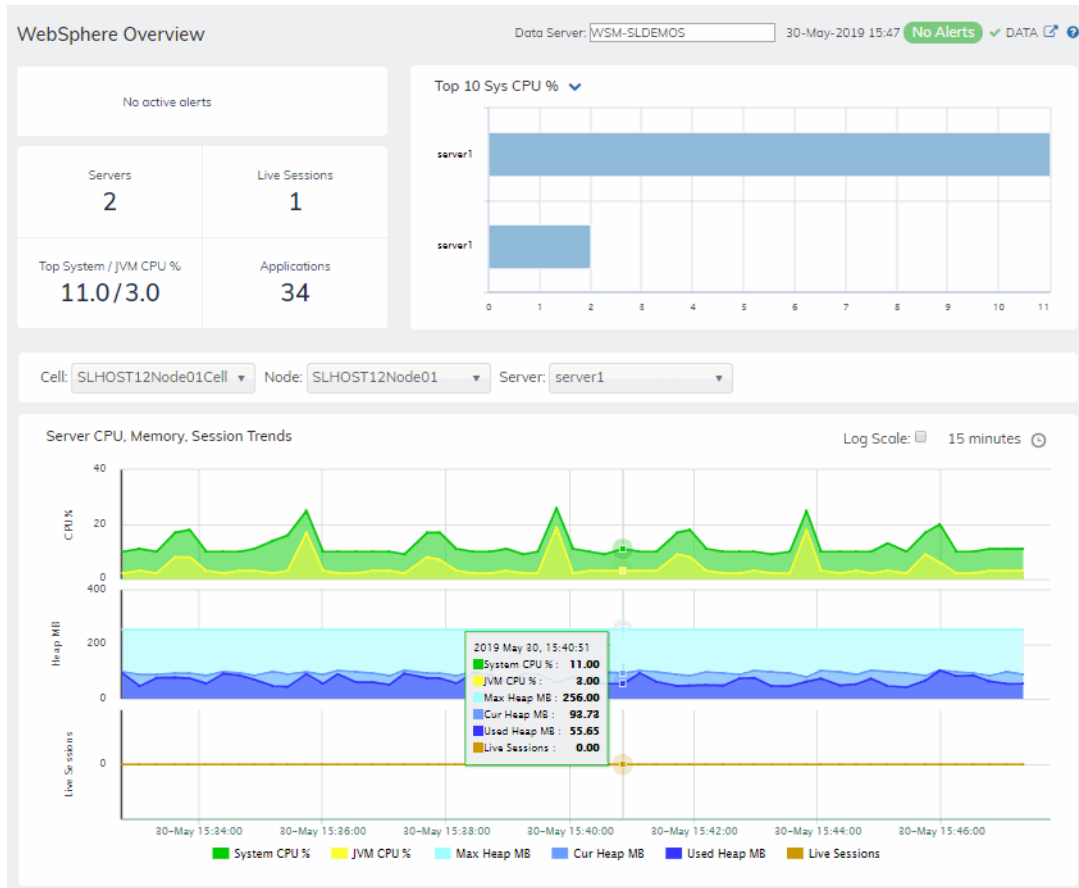 WebSphere Overview
Data Server: WSM-SLDEMOS 30-May-2019 15:47 No Alerts DATA
No active alerts
Servers
2
Live Sessions
1
Top System / JVM CPU %
11.0/3.0
Applications
34
Top 10 Sys CPU %
server1
server1
0 1 2 3 4 5 6 7 8 9 10 11
Cell: SLHOST12Node01Cell Node: SLHOST12Node01 Server: server1
Server CPU, Memory, Session Trends
Log Scale: 15 minutes
CPU %
40
20
0
Heap MB
400
200
0
Live Sessions
0
2019 May 30, 15:40:51
System CPU % : 11.00
JVM CPU % : 3.00
Max Heap MB : 256.00
Cur Heap MB : 93.73
Used Heap MB : 55.65
Live Sessions : 0.00
30-May 15:34:00 30-May 15:36:00 30-May 15:38:00 30-May 15:40:00 30-May 15:42:00 30-May 15:44:00 30-May 15:46:00
System CPU % JVM CPU % Max Heap MB Cur Heap MB Used Heap MB Live Sessions